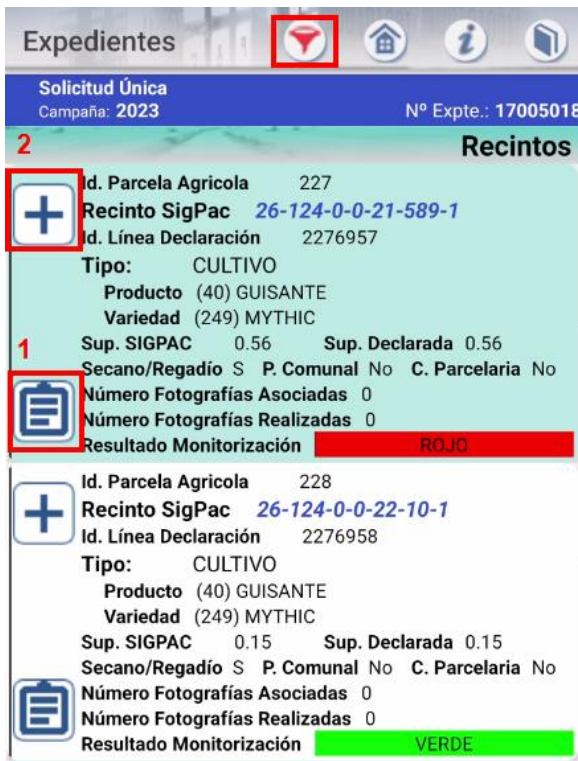 Expedientes
Solicitud Única
Campaña: 2023 Nº Expte.: 17005018
2 Recintos
Id. Parcela Agricola 227
Recinto SigPac 26-124-0-0-21-589-1
Id. Línea Declaración 2276957
Tipo: CULTIVO
Producto (40) GUISANTE
Variedad (249) MYTHIC
1 Sup. SIGPAC 0.56 Sup. Declarada 0.56
Secano/Regadío S P. Comunal No C. Parcelaria No
Número Fotografías Asociadas 0
Número Fotografías Realizadas 0
Resultado Monitorización ROJO
Id. Parcela Agricola 228
Recinto SigPac 26-124-0-0-22-10-1
Id. Línea Declaración 2276958
Tipo: CULTIVO
Producto (40) GUISANTE
Variedad (249) MYTHIC
Sup. SIGPAC 0.15 Sup. Declarada 0.15
Secano/Regadío S P. Comunal No C. Parcelaria No
Número Fotografías Asociadas 0
Número Fotografías Realizadas 0
Resultado Monitorización VERDE